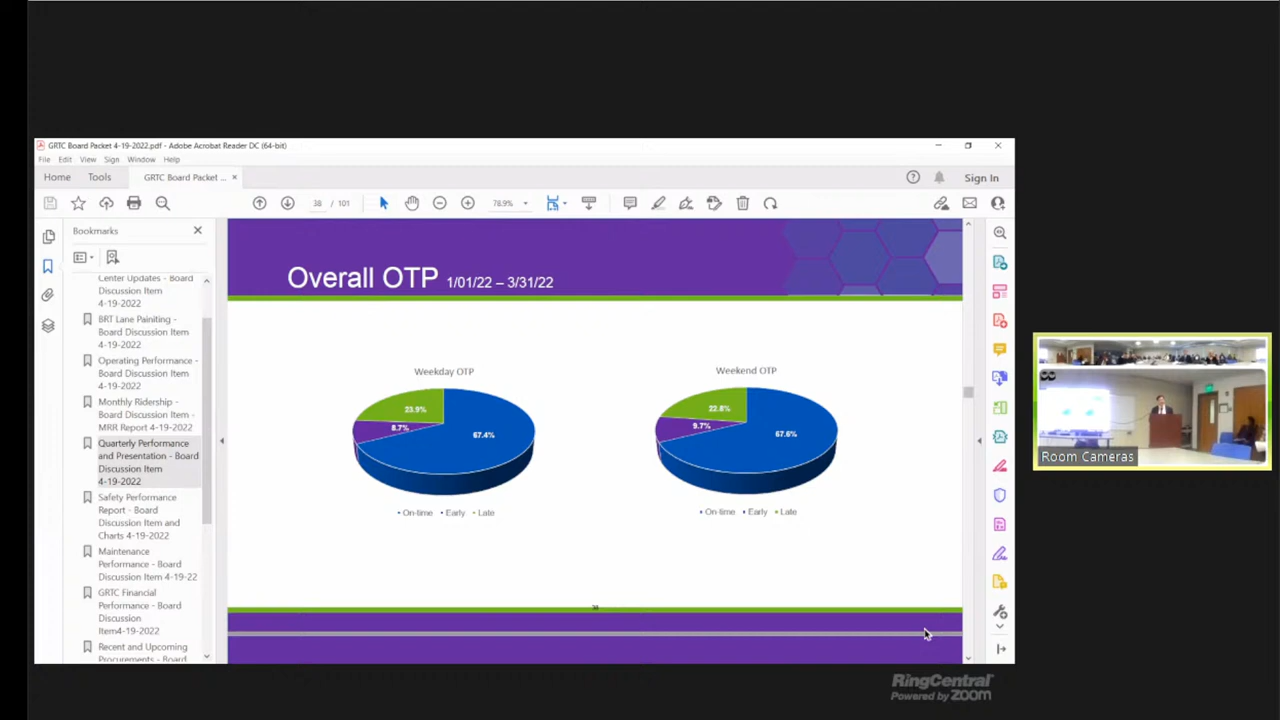 GRTC Board Packet 4-19-2022.pdf - Adobe Acrobat Reader DC (64-bit)
File Edit View Sign Window Help
Home Tools GRTC Board Packet ... × Sign In
38 / 101 78.9%
Bookmarks
Center Updates - Board
Discussion Item
4-19-2022
BRT Lane Painiting -
Board Discussion Item
4-19-2022
Operating Performance -
Board Discussion Item
4-19-2022
Monthly Ridership -
Board Discussion Item -
MRR Report 4-19-2022
Quarterly Performance
and Presentation - Board
Discussion Item
4-19-2022
Safety Performance
Report - Board
Discussion Item and
Charts 4-19-2022
Maintenance
Performance - Board
Discussion Item 4-19-22
GRTC Financial
Performance - Board
Discussion
Item4-19-2022
Recent and Upcoming
Procurements - Board
Overall OTP 1/01/22 – 3/31/22
Weekday OTP
23.9%
8.7%
67.4%
On-time Early Late
Weekend OTP
22.8%
9.7%
67.6%
On-time Early Late
38
Room Cameras
RingCentral
Powered by zoom